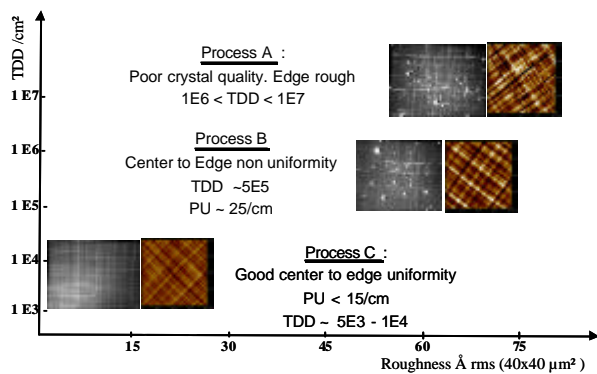 TDD /cm²
Process A :
Poor crystal quality. Edge rough
1E6 < TDD < 1E7
1 E7
Process B
Center to Edge non uniformity
TDD ~5E5
PU ~ 25/cm
1 E6
1 E5
Process C :
Good center to edge uniformity
PU < 15/cm
TDD ~ 5E3 - 1E4
1 E4
1 E3
15 30 45 60 75
Roughness Å rms (40x40 µm² )